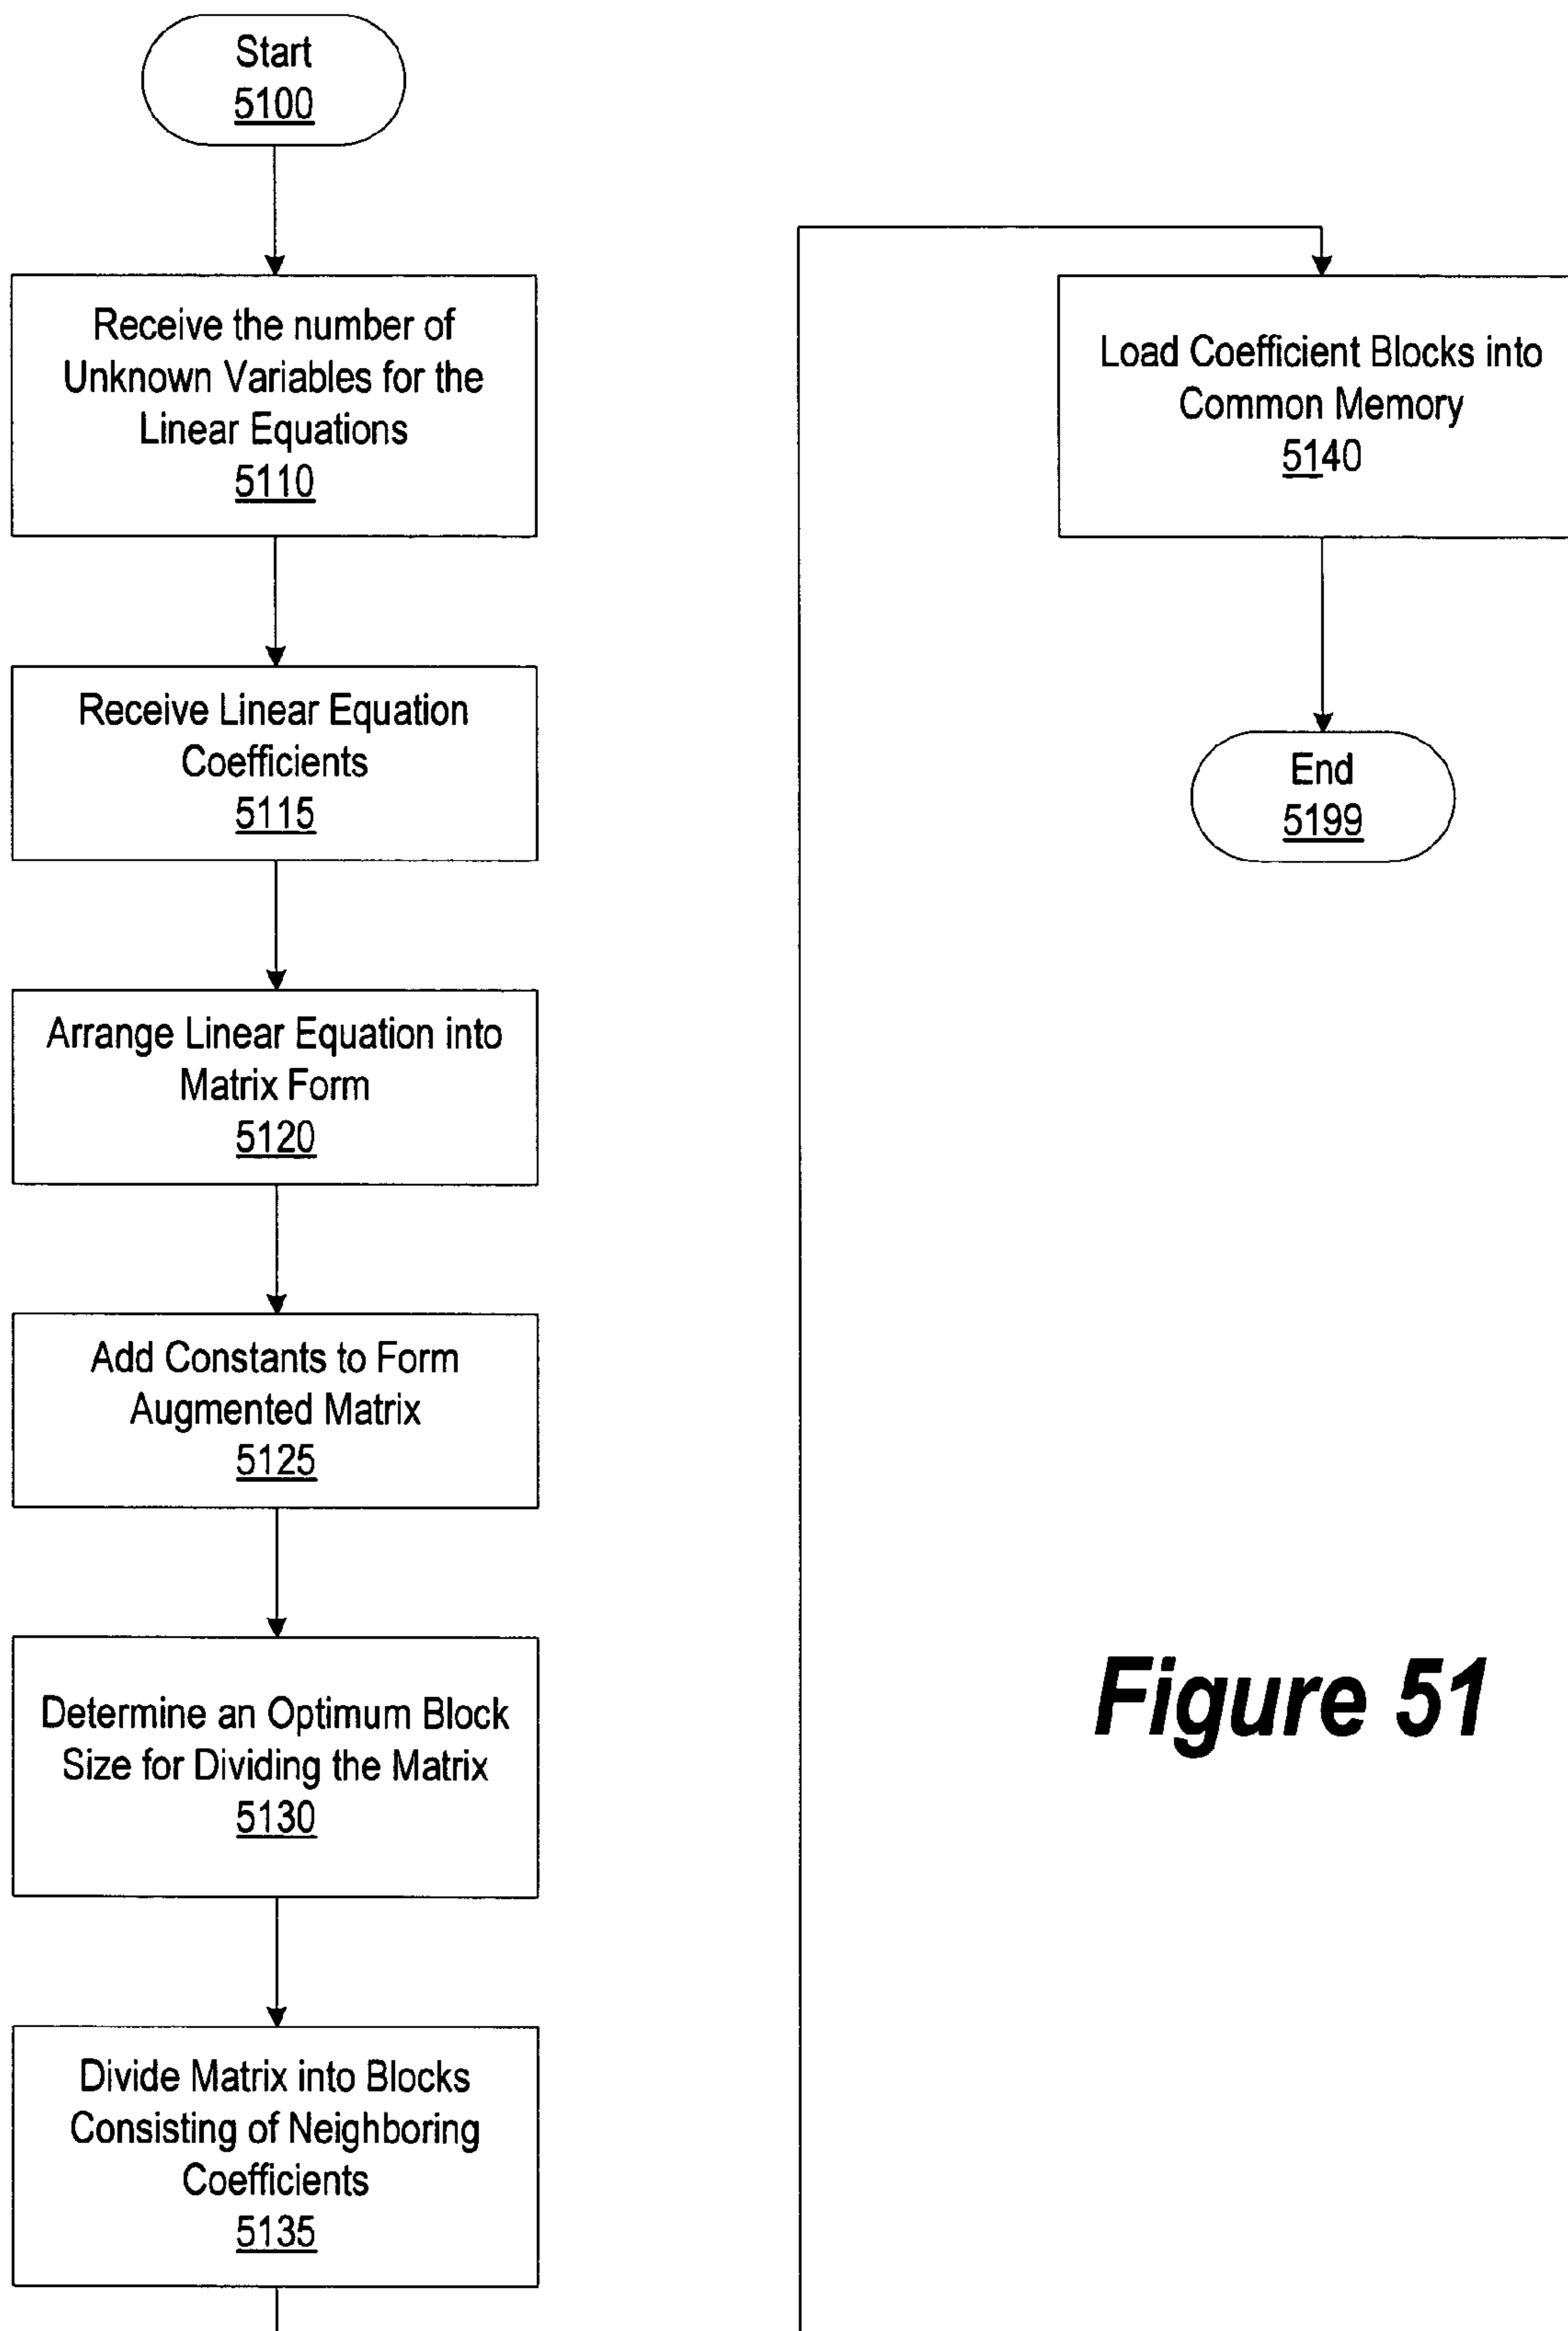 Start
5100
Receive the number of
Unknown Variables for the
Linear Equations
5110
Receive Linear Equation
Coefficients
5115
Arrange Linear Equation into
Matrix Form
5120
Add Constants to Form
Augmented Matrix
5125
Determine an Optimum Block
Size for Dividing the Matrix
5130
Divide Matrix into Blocks
Consisting of Neighboring
Coefficients
5135
Load Coefficient Blocks into
Common Memory
5140
End
5199
Figure 51